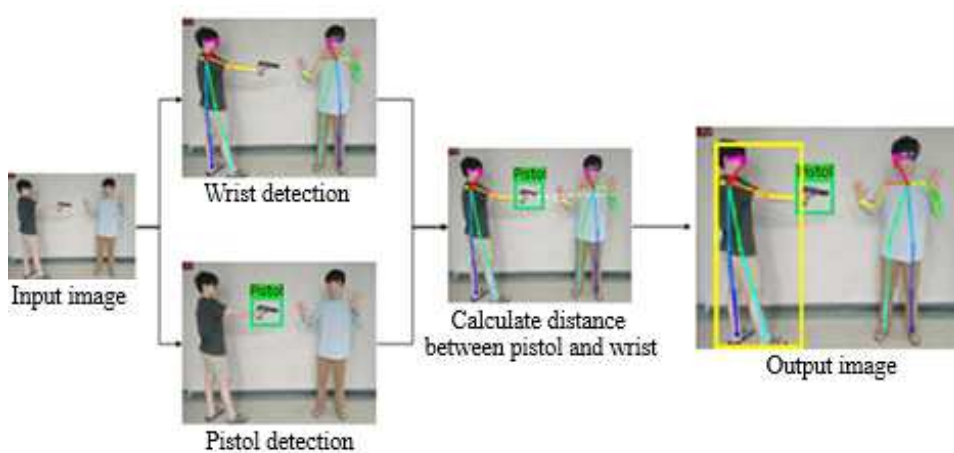 Wrist detection
Input image
Pistol
Pistol detection
Pistol
Calculate distance
between pistol and wrist
Pistol
Output image